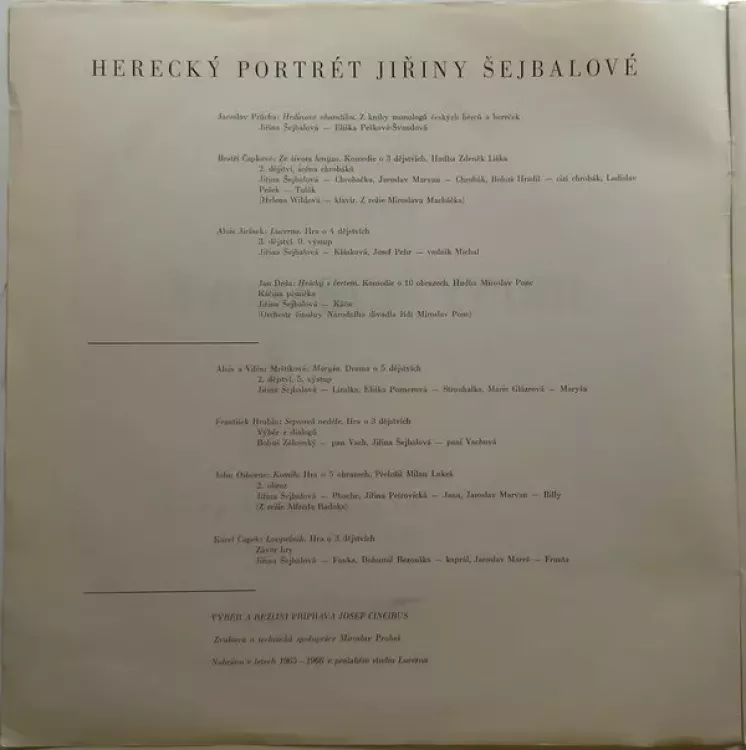 HERECKÝ PORTRÉT JIŘINY ŠEJBALOVÉ
Jaroslav Průcha: Hrdinové okamžiku. Z knihy monologů českých herců a hereček
Jiřina Šejbalová — Eliška Pešková-Švandová
Bratři Čapkové: Ze života hmyzu. Komedie o 3 dějstvích. Hudba Zdeněk Liška
2. dějství, scéna chrobáků
Jiřina Šejbalová — Chrobačka, Jaroslav Marvan — Chrobák, Bohuš Hradil — cizí chrobák, Ladislav
Pešek — Tulák
(Helena Wildová — klavír. Z režie Miroslava Macháčka)
Alois Jirásek: Lucerna. Hra o 4 dějstvích
3. dějství, 9. výstup
Jiřina Šejbalová — Klásková, Josef Pehr — vodník Michal
Jan Drda: Hrátky s čertem. Komedie o 10 obrazech. Hudba Miroslav Ponc
Káčina písnička
Jiřina Šejbalová — Káča
(Orchestr činohry Národního divadla řídí Miroslav Ponc)
Alois a Vilém Mrštíkové: Maryša. Drama o 5 dějstvích
2. dějství, 5. výstup
Jiřina Šejbalová — Lízalka, Eliška Pomerová — Strouhalka, Marie Glázrová — Maryša
František Hrubín: Srpnová neděle. Hra o 3 dějstvích
Výběr z dialogů
Bohuš Záhorský — pan Vach, Jiřina Šejbalová — paní Vachová
John Osborne: Komik. Hra o 5 obrazech. Přeložil Milan Lukeš
2. obraz
Jiřina Šejbalová — Phoebe, Jiřina Petrovická — Jean, Jaroslav Marvan — Billy
(Z režie Alfréda Radoka)
Karel Čapek: Loupežník. Hra o 3 dějstvích
Závěr hry
Jiřina Šejbalová — Fanka, Bohumil Bezouška — kaprál, Jaroslav Mareš — Franta
VÝBĚR A REŽIJNÍ PŘÍPRAVA JOSEF CINCIBUS
Zvuková a technická spolupráce Miroslav Probst
Nahráno v letech 1965—1966 v pražském studiu Lucerna